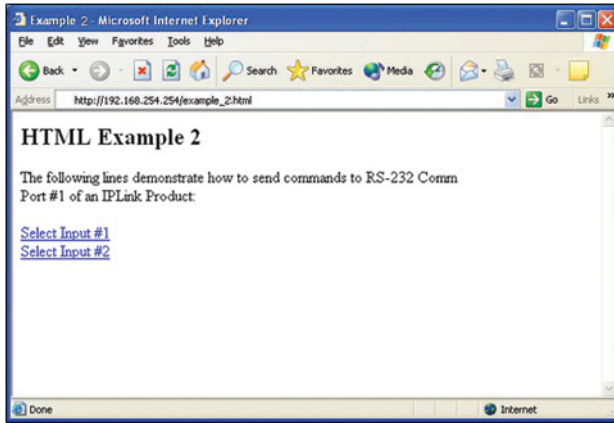 Example 2 - Microsoft Internet Explorer
File Edit View Favorites Tools Help
Back Search Favorites Media
Address http://192.168.254.254/example_2.html Go Links »
HTML Example 2
The following lines demonstrate how to send commands to RS-232 Comm
Port #1 of an IPLink Product:
Select Input #1
Select Input #2
Done Internet